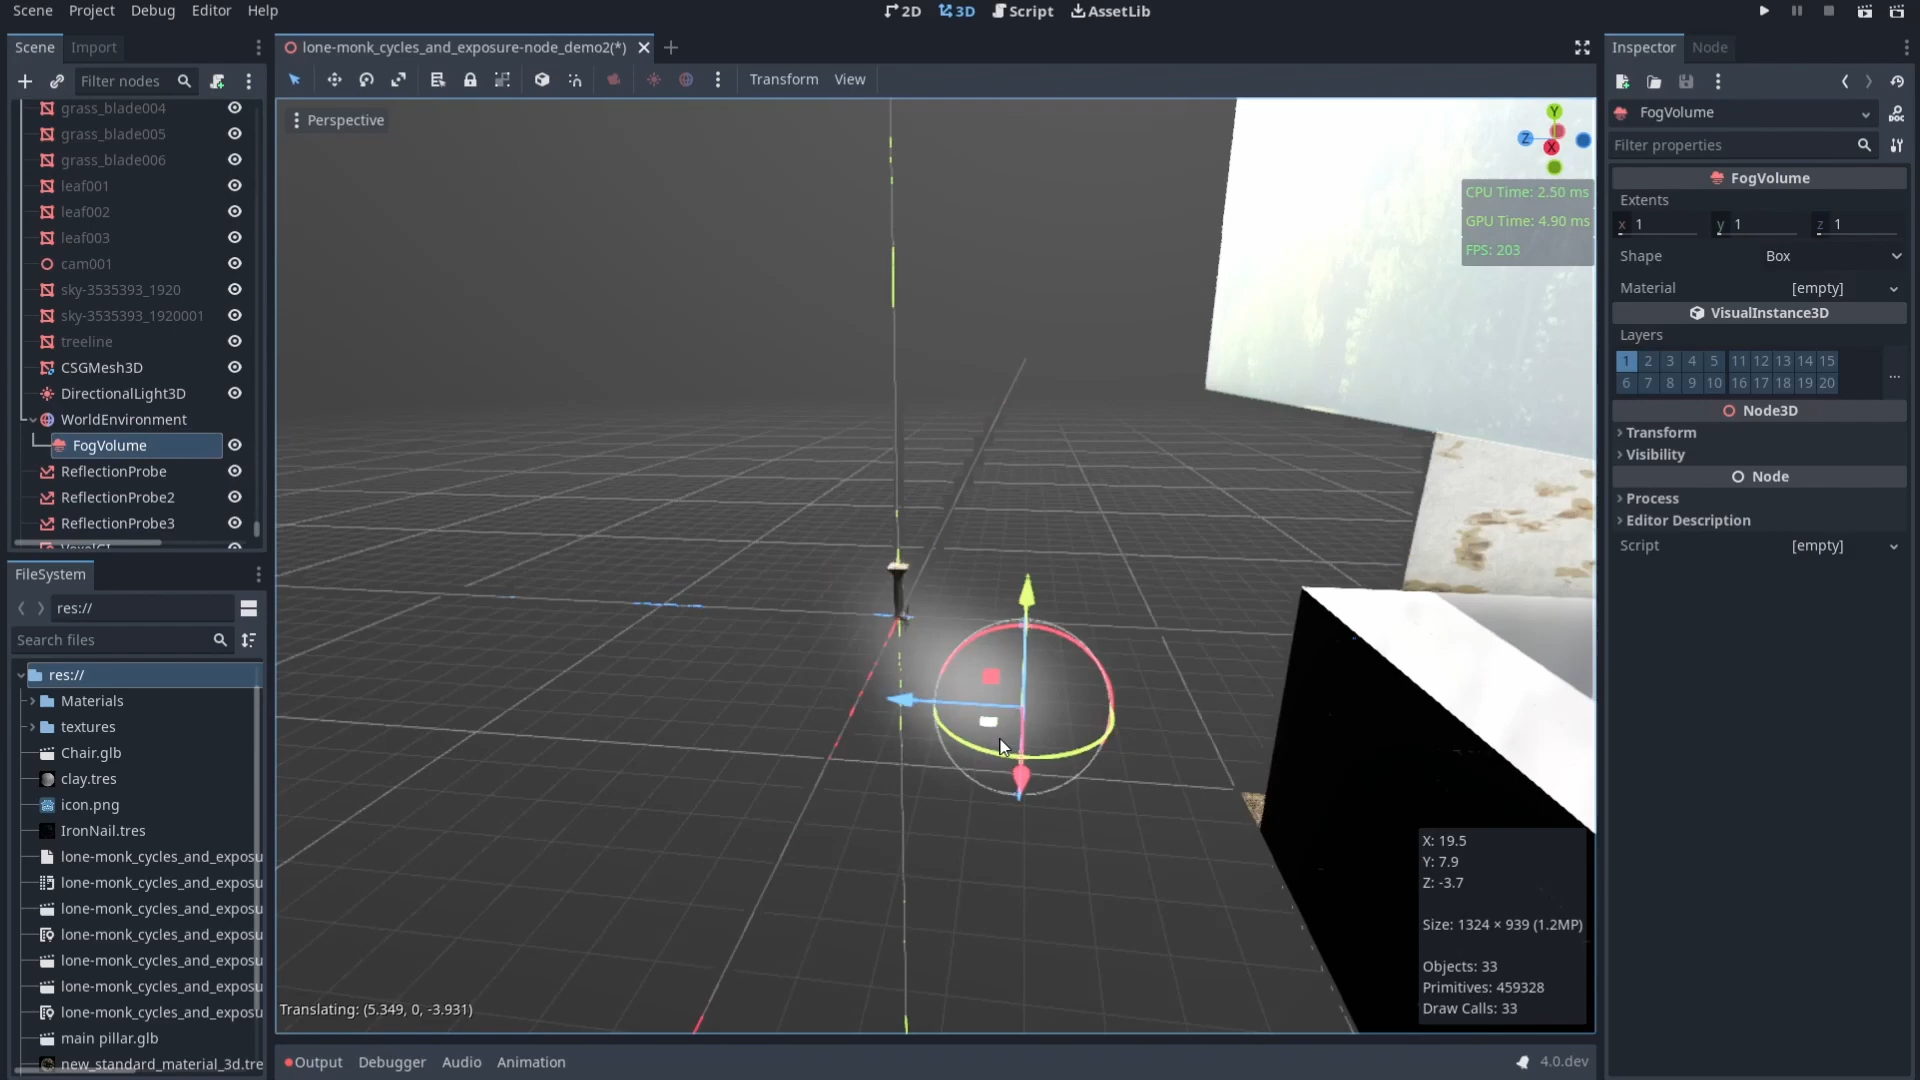 Scene Project Debug Editor Help
2D 3D Script AssetLib
Scene Import
Filter nodes
grass_blade004
grass_blade005
grass_blade006
leaf001
leaf002
leaf003
cam001
sky-3535393_1920
sky-3535393_1920001
treeline
CSGMesh3D
DirectionalLight3D
WorldEnvironment
FogVolume
ReflectionProbe
ReflectionProbe2
ReflectionProbe3
FileSystem
res://
Search files
res://
Materials
textures
Chair.glb
clay.tres
icon.png
IronNail.tres
lone-monk_cycles_and_exposu
lone-monk_cycles_and_exposu
lone-monk_cycles_and_exposu
lone-monk_cycles_and_exposu
lone-monk_cycles_and_exposu
lone-monk_cycles_and_exposu
lone-monk_cycles_and_exposu
main pillar.glb
new_standard_material_3d.tre
lone-monk_cycles_and_exposure-node_demo2(*)
Transform View
Perspective
Y
Z
X
CPU Time: 2.50 ms
GPU Time: 4.90 ms
FPS: 203
X: 19.5
Y: 7.9
Z: -3.7
Size: 1324 × 939 (1.2MP)
Objects: 33
Primitives: 459328
Draw Calls: 33
Translating: (5.349, 0, -3.931)
Output Debugger Audio Animation
4.0.dev
Inspector Node
FogVolume
Filter properties
FogVolume
Extents
x 1 y 1 z 1
Shape Box
Material [empty]
VisualInstance3D
Layers
1 2 3 4 5 11 12 13 14 15
6 7 8 9 10 16 17 18 19 20
...
Node3D
Transform
Visibility
Node
Process
Editor Description
Script [empty]